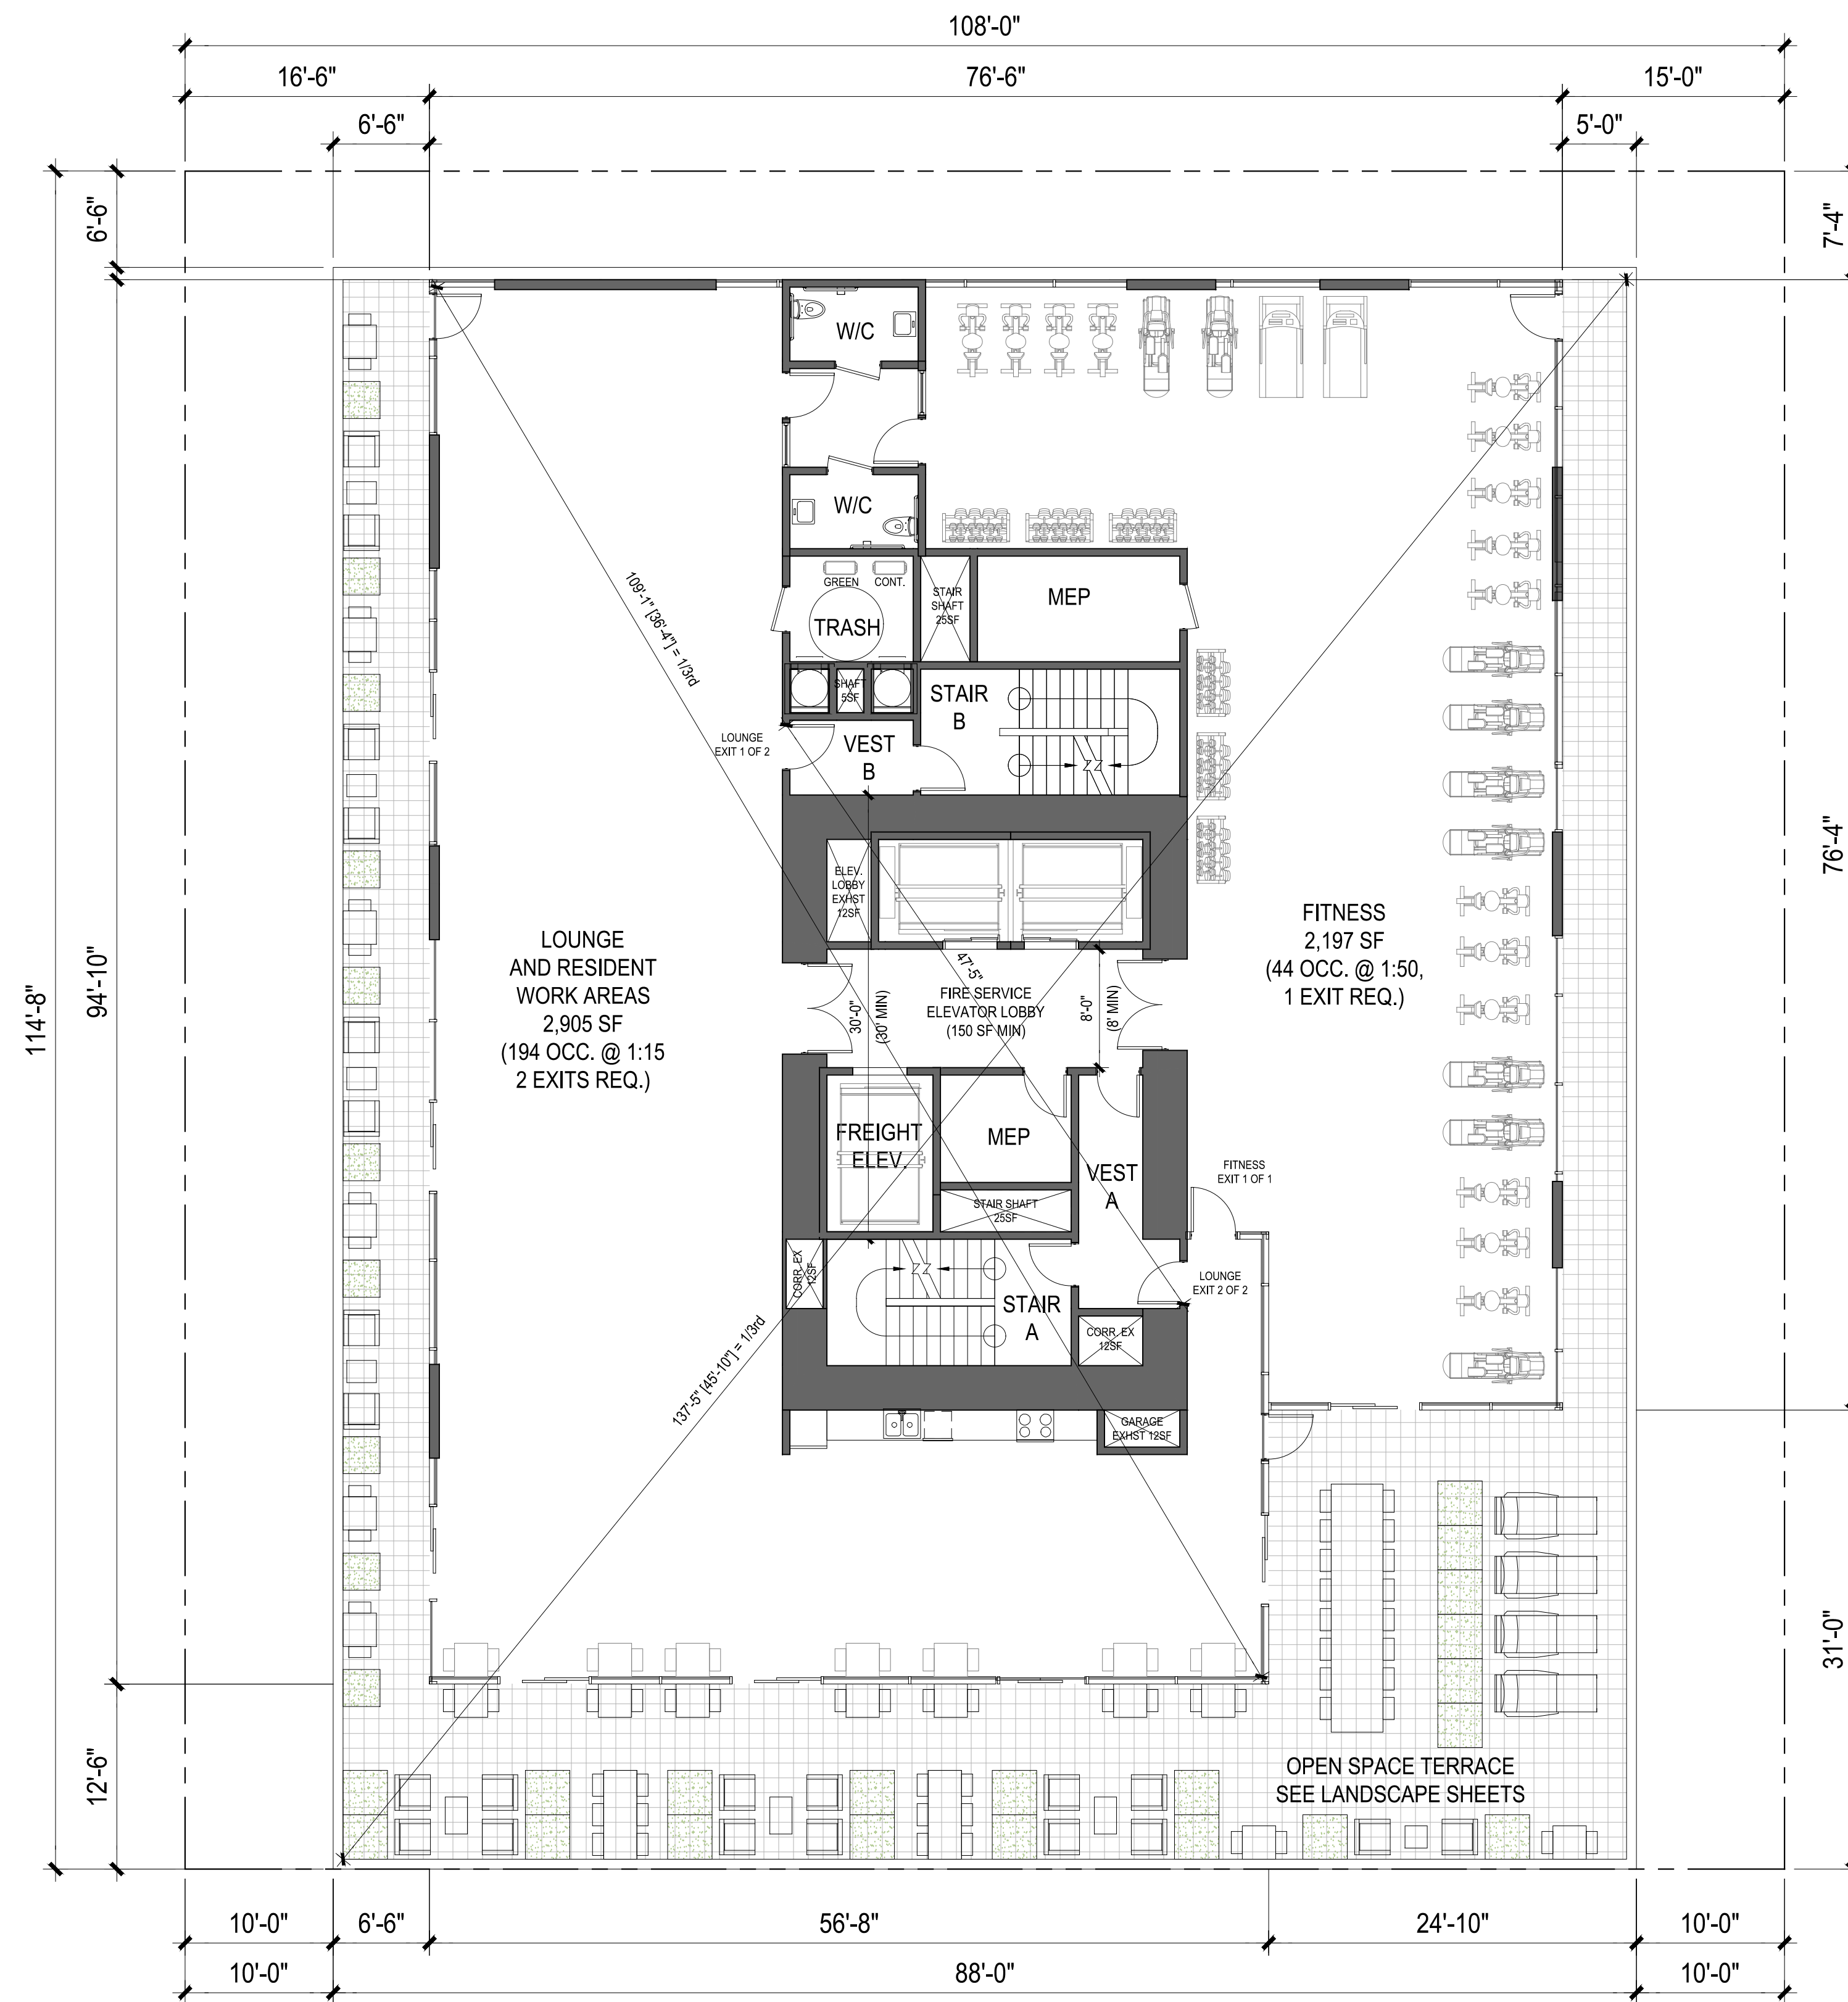 108'-0"
16'-6"
76'-6"
15'-0"
6'-6"
5'-0"
6'-6"
7'-4"
114'-8"
94'-10"
76'-4"
31'-0"
12'-6"
W/C
W/C
GREEN
CONT.
TRASH
STAIR
SHAFT
25SF
MEP
109'-1" [36'-4"] = 1/3rd
SHAFT
5SF
STAIR
B
LOUNGE
EXIT 1 OF 2
VEST
B
ELEV.
LOBBY
EXHST
12SF
LOUNGE
AND RESIDENT
WORK AREAS
2,905 SF
(194 OCC. @ 1:15
2 EXITS REQ.)
FITNESS
2,197 SF
(44 OCC. @ 1:50,
1 EXIT REQ.)
47'-5"
FIRE SERVICE
ELEVATOR LOBBY
(150 SF MIN)
30'-0"
(30' MIN)
8'-0"
(8' MIN)
FREIGHT
ELEV.
MEP
VEST
A
STAIR SHAFT
25SF
FITNESS
EXIT 1 OF 1
CORR. EX
12SF
STAIR
A
LOUNGE
EXIT 2 OF 2
CORR. EX
12SF
137'-5" [45'-10"] = 1/3rd
GARAGE
EXHST 12SF
OPEN SPACE TERRACE
SEE LANDSCAPE SHEETS
10'-0"
6'-6"
56'-8"
24'-10"
10'-0"
10'-0"
88'-0"
10'-0"